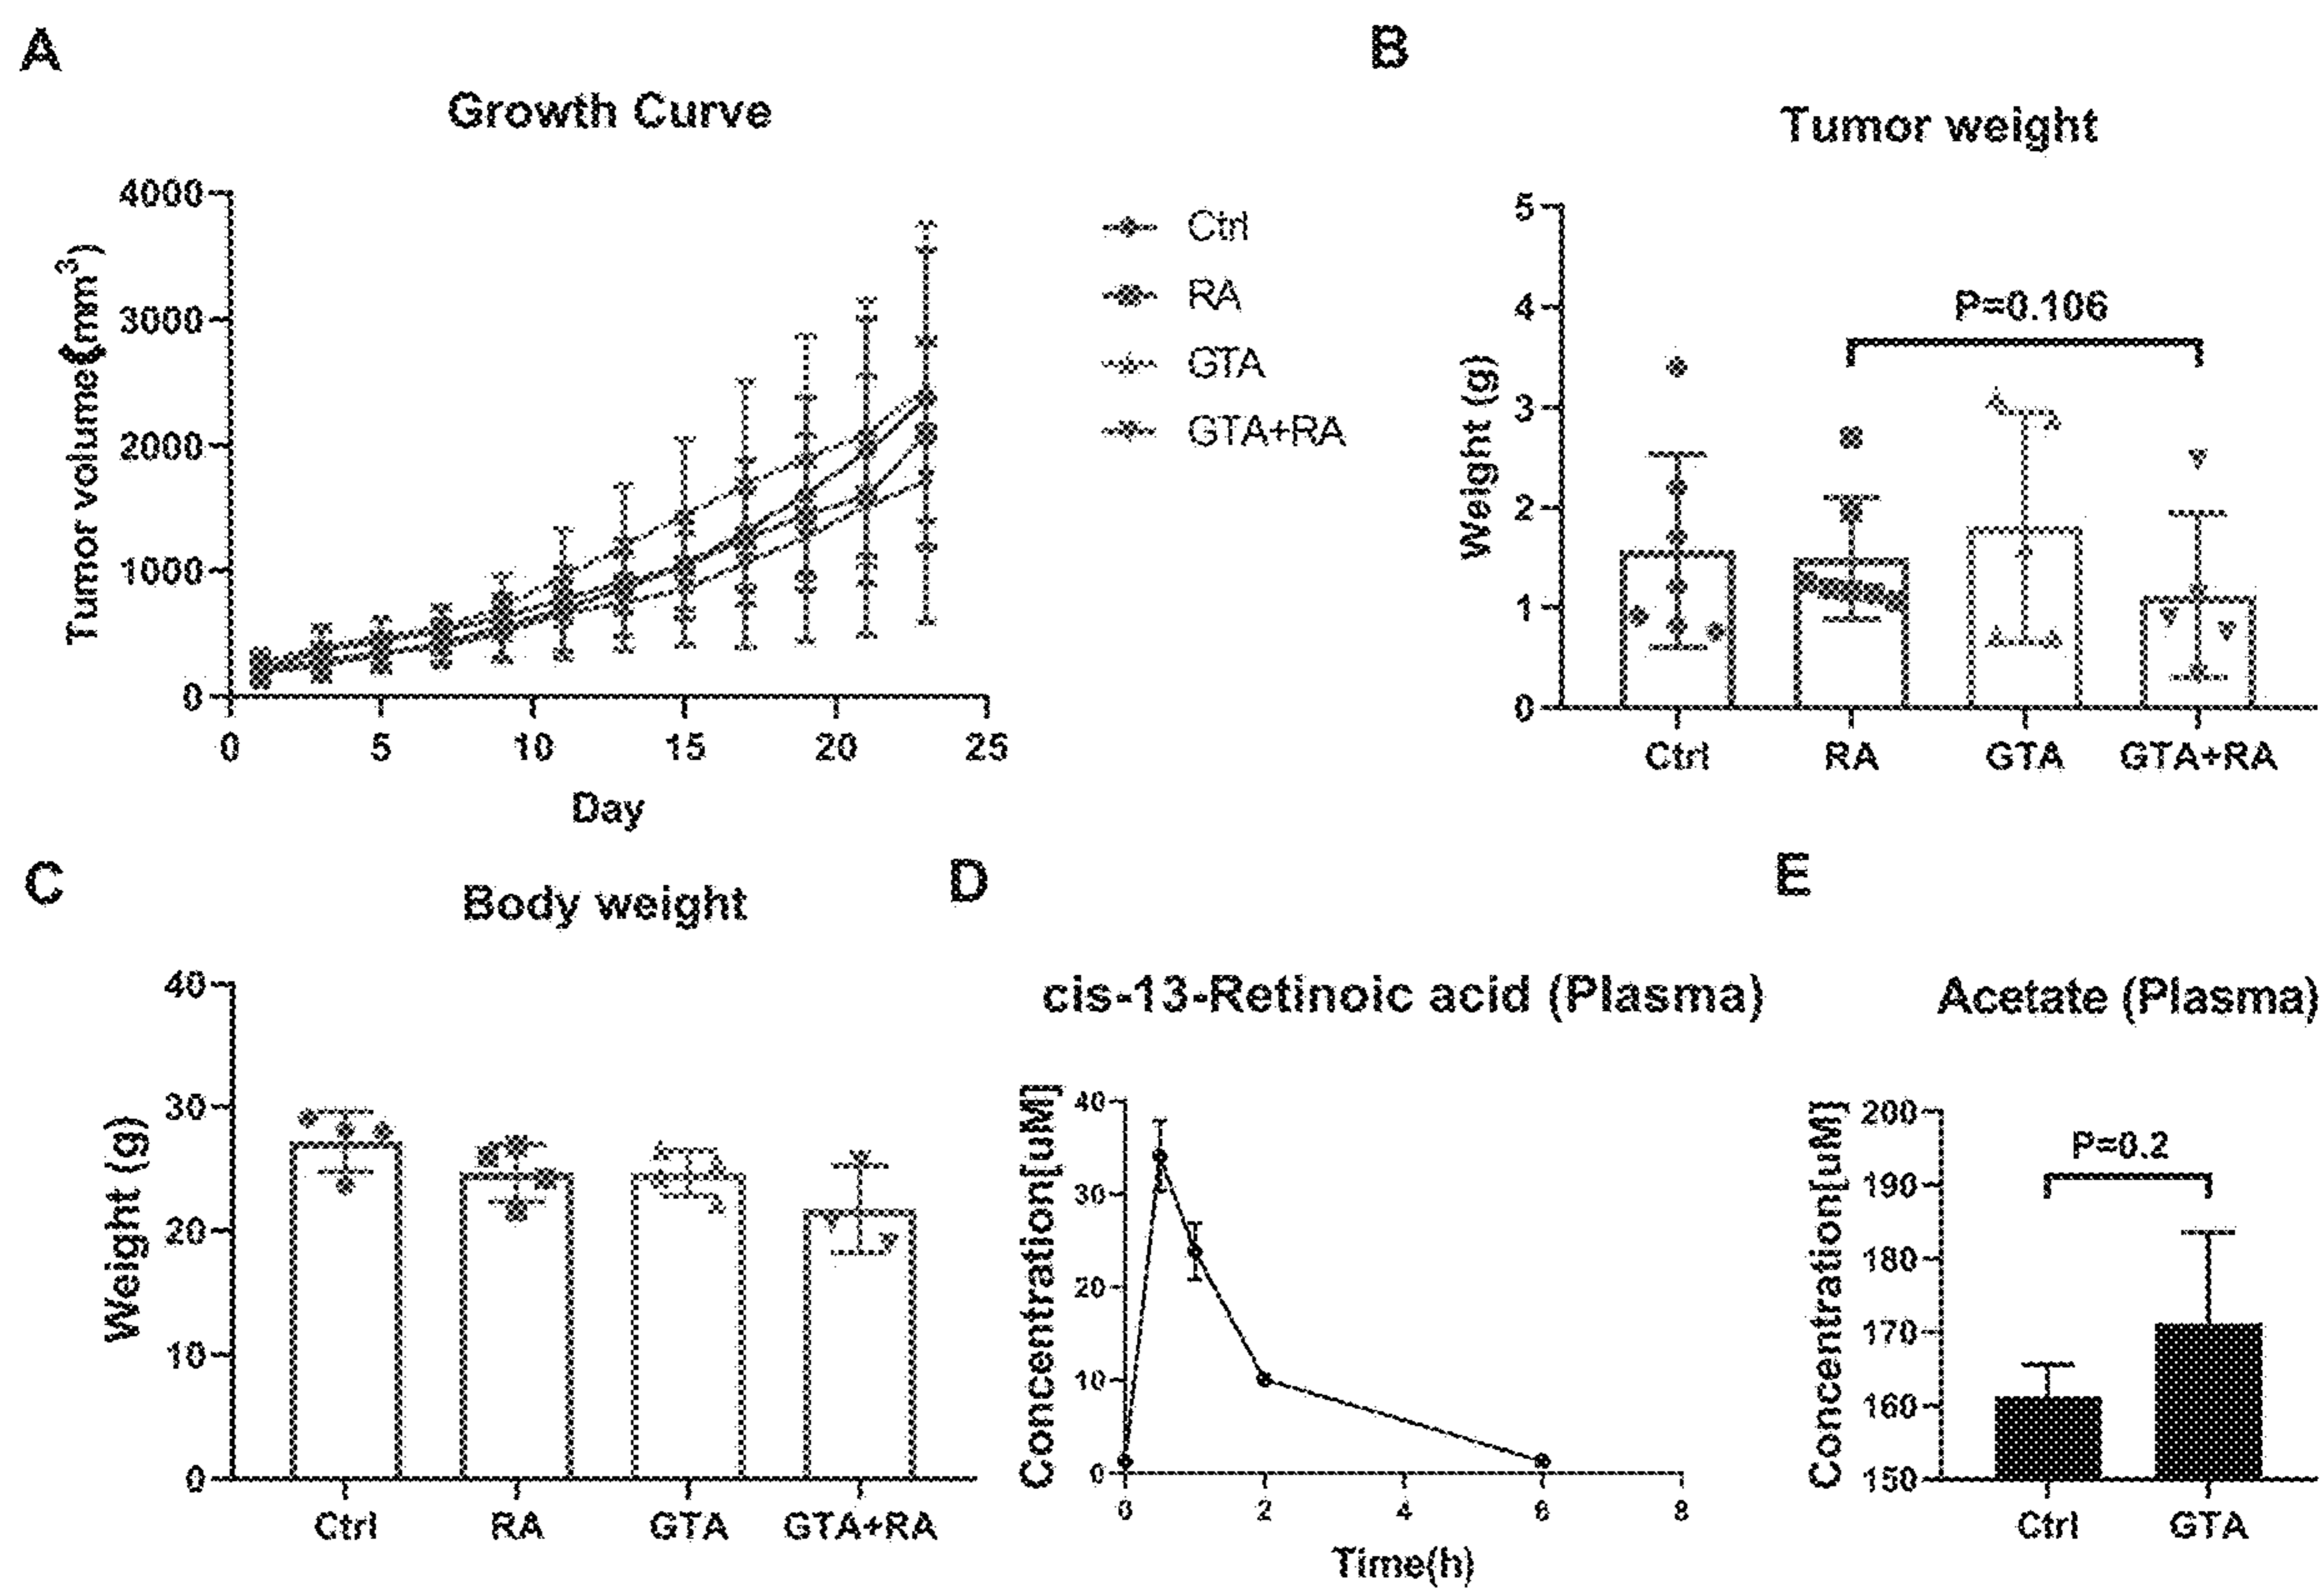 A
Growth Curve
4000
3000
2000
1000
0
Tumor volume(mm³)
0 5 10 15 20 25
Day
Ctrl
RA
GTA
GTA+RA
B
Tumor weight
5
4
3
2
1
0
Weight (g)
P=0.106
Ctrl RA GTA GTA+RA
C
Body weight
40
30
20
10
0
Weight (g)
Ctrl RA GTA GTA+RA
D
cis-13-Retinoic acid (Plasma)
40
30
20
10
0
Concentration[uM]
0 2 4 6 8
Time(h)
E
Acetate (Plasma)
200
190
180
170
160
150
Concentration[uM]
P=0.2
Ctrl GTA